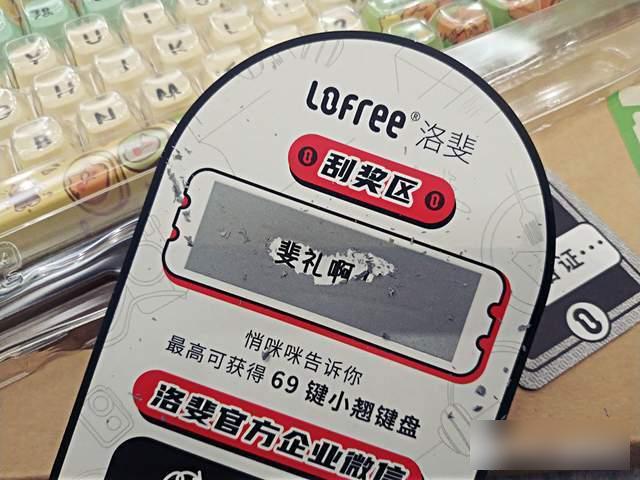 Y U I
H J K L
B N M
LOFREE® 洛斐
刮奖区
斐礼啊
悄咪咪告诉你
最高可获得 69 键小翘键盘
洛斐官方企业微信
证…